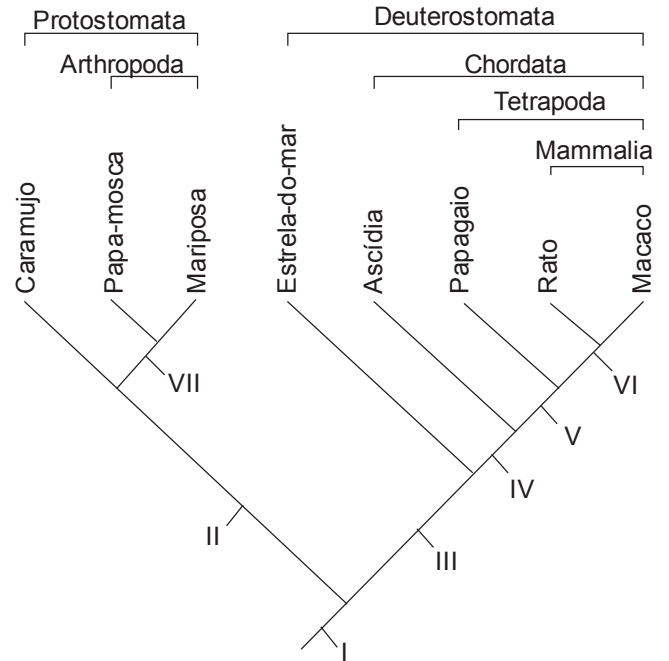 Protostomata
Deuterostomata
Arthropoda
Chordata
Tetrapoda
Mammalia
Caramujo
Papa-mosca
Mariposa
Estrela-do-mar
Ascídia
Papagaio
Rato
Macaco
VII
VI
V
IV
II
III
I